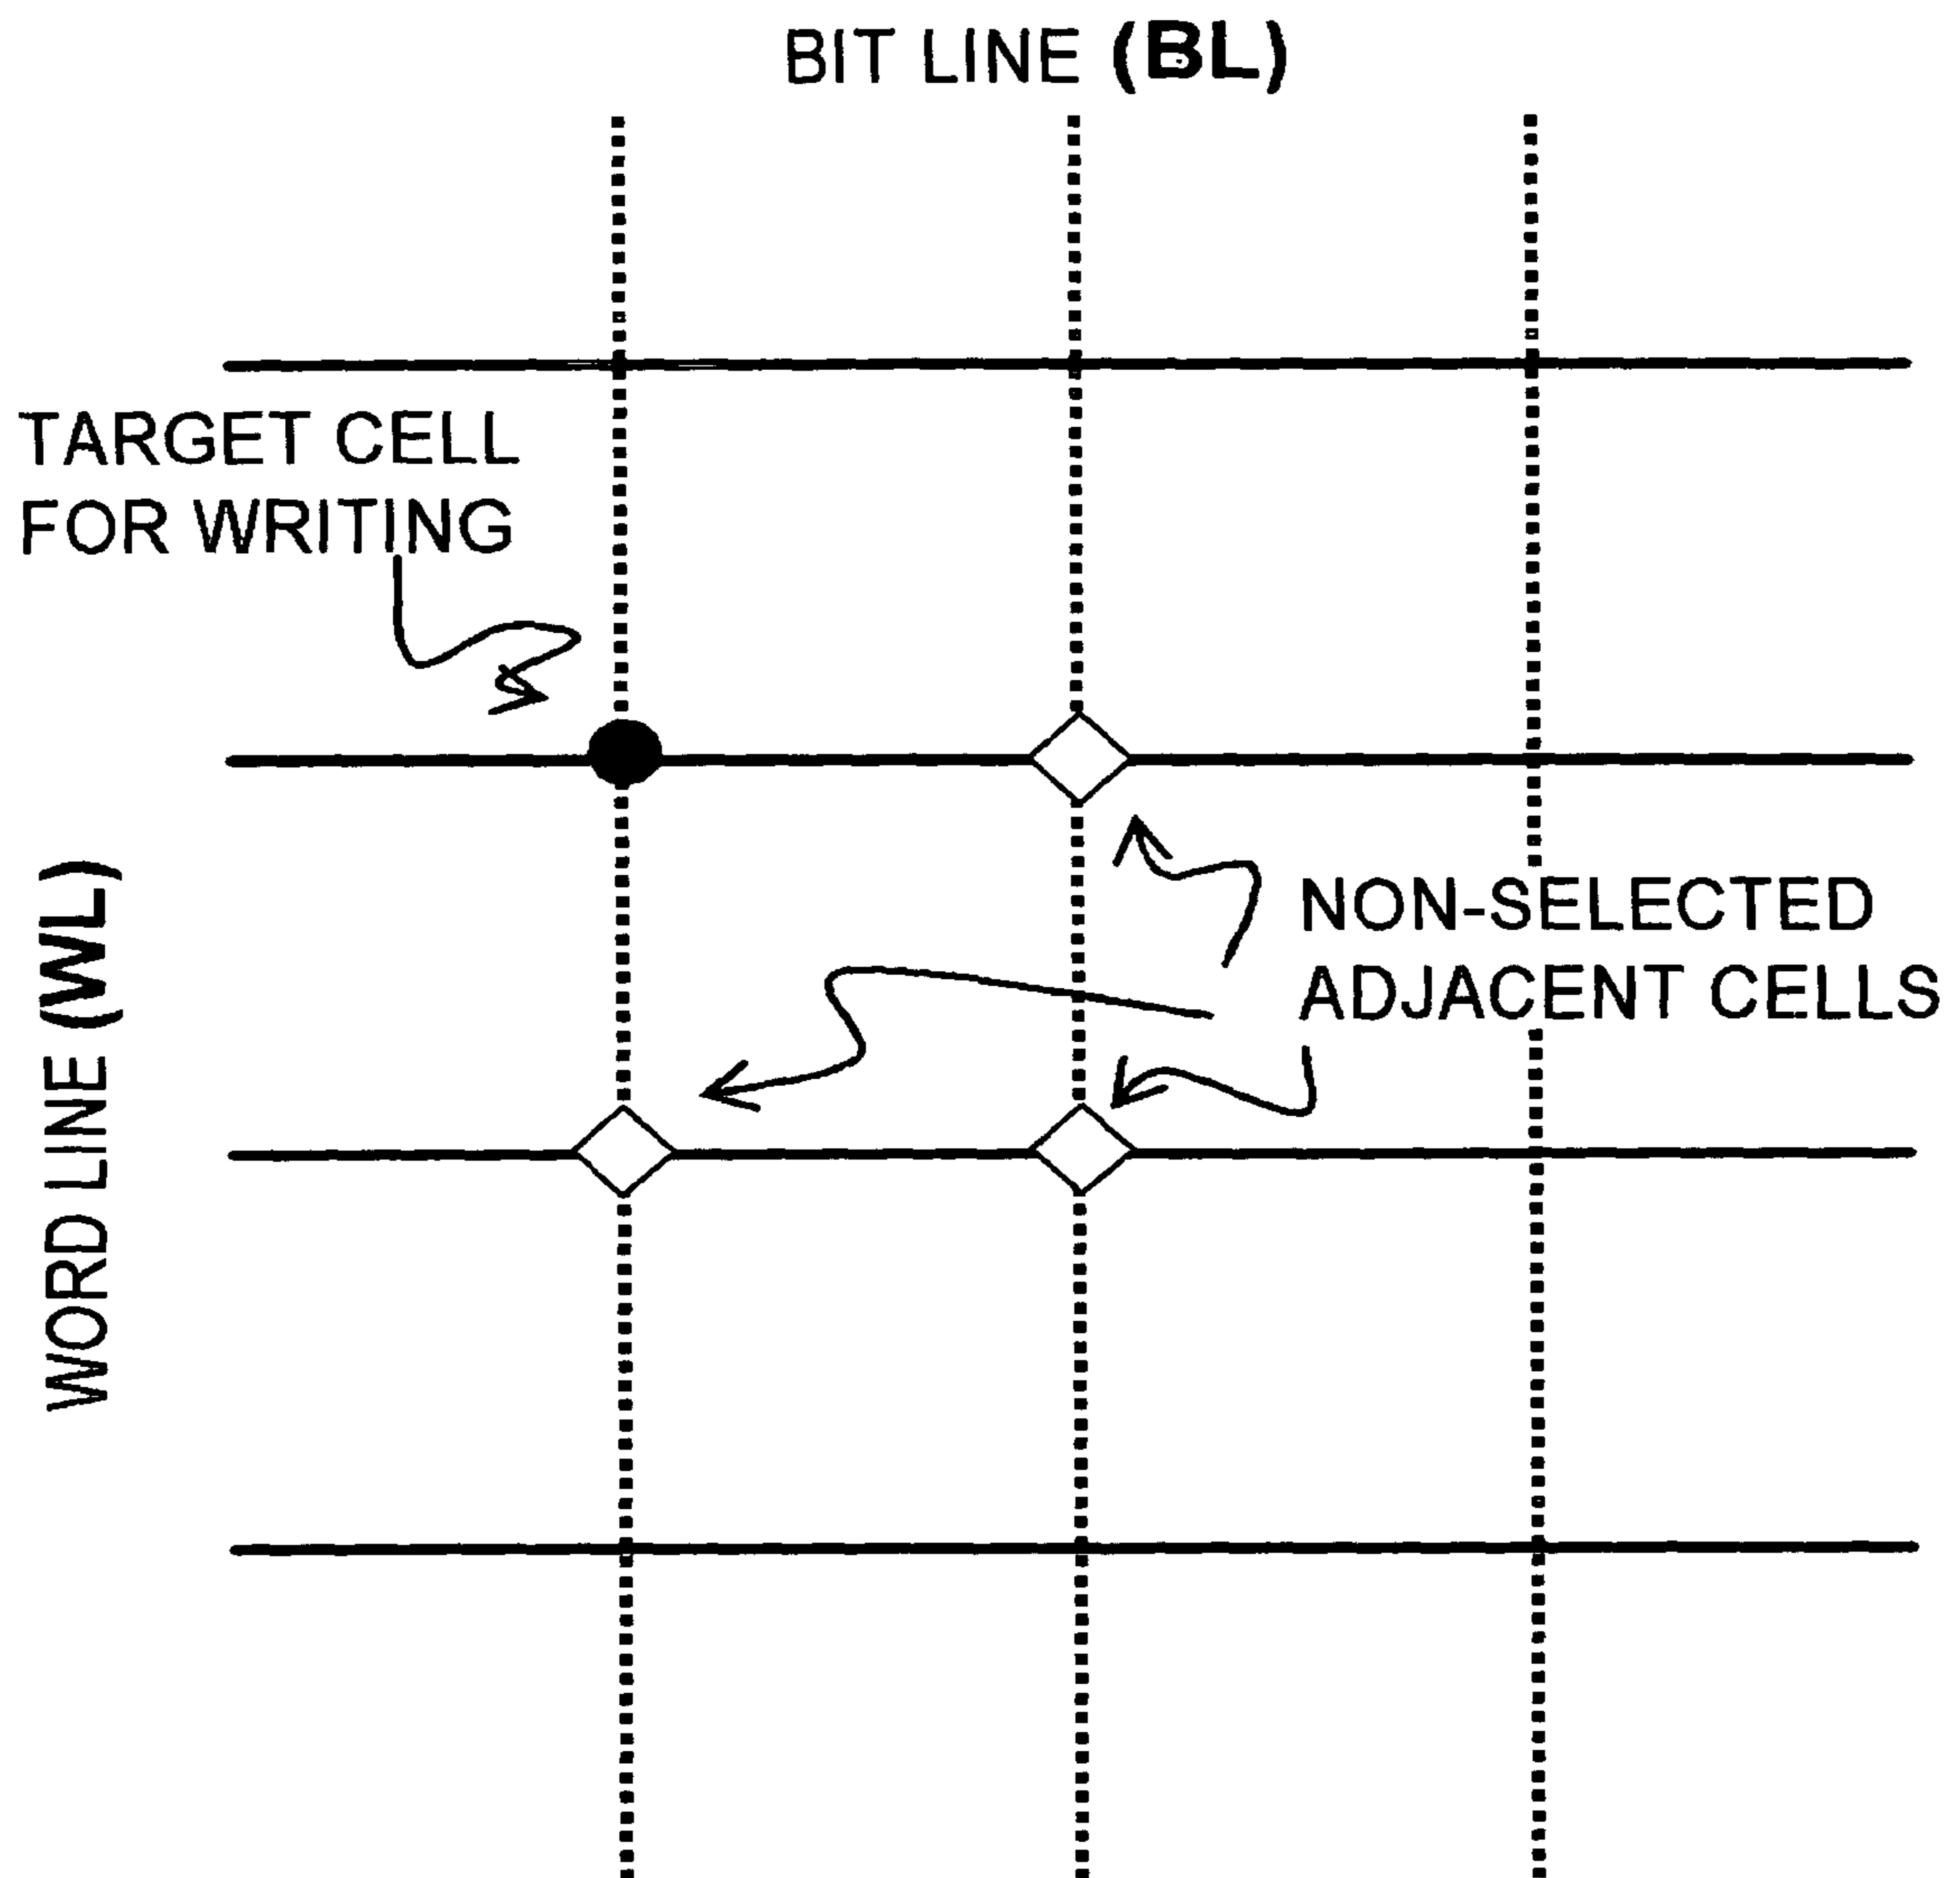 BIT LINE (BL)
TARGET CELL
FOR WRITING
NON-SELECTED
ADJACENT CELLS
WORD LINE (WL)